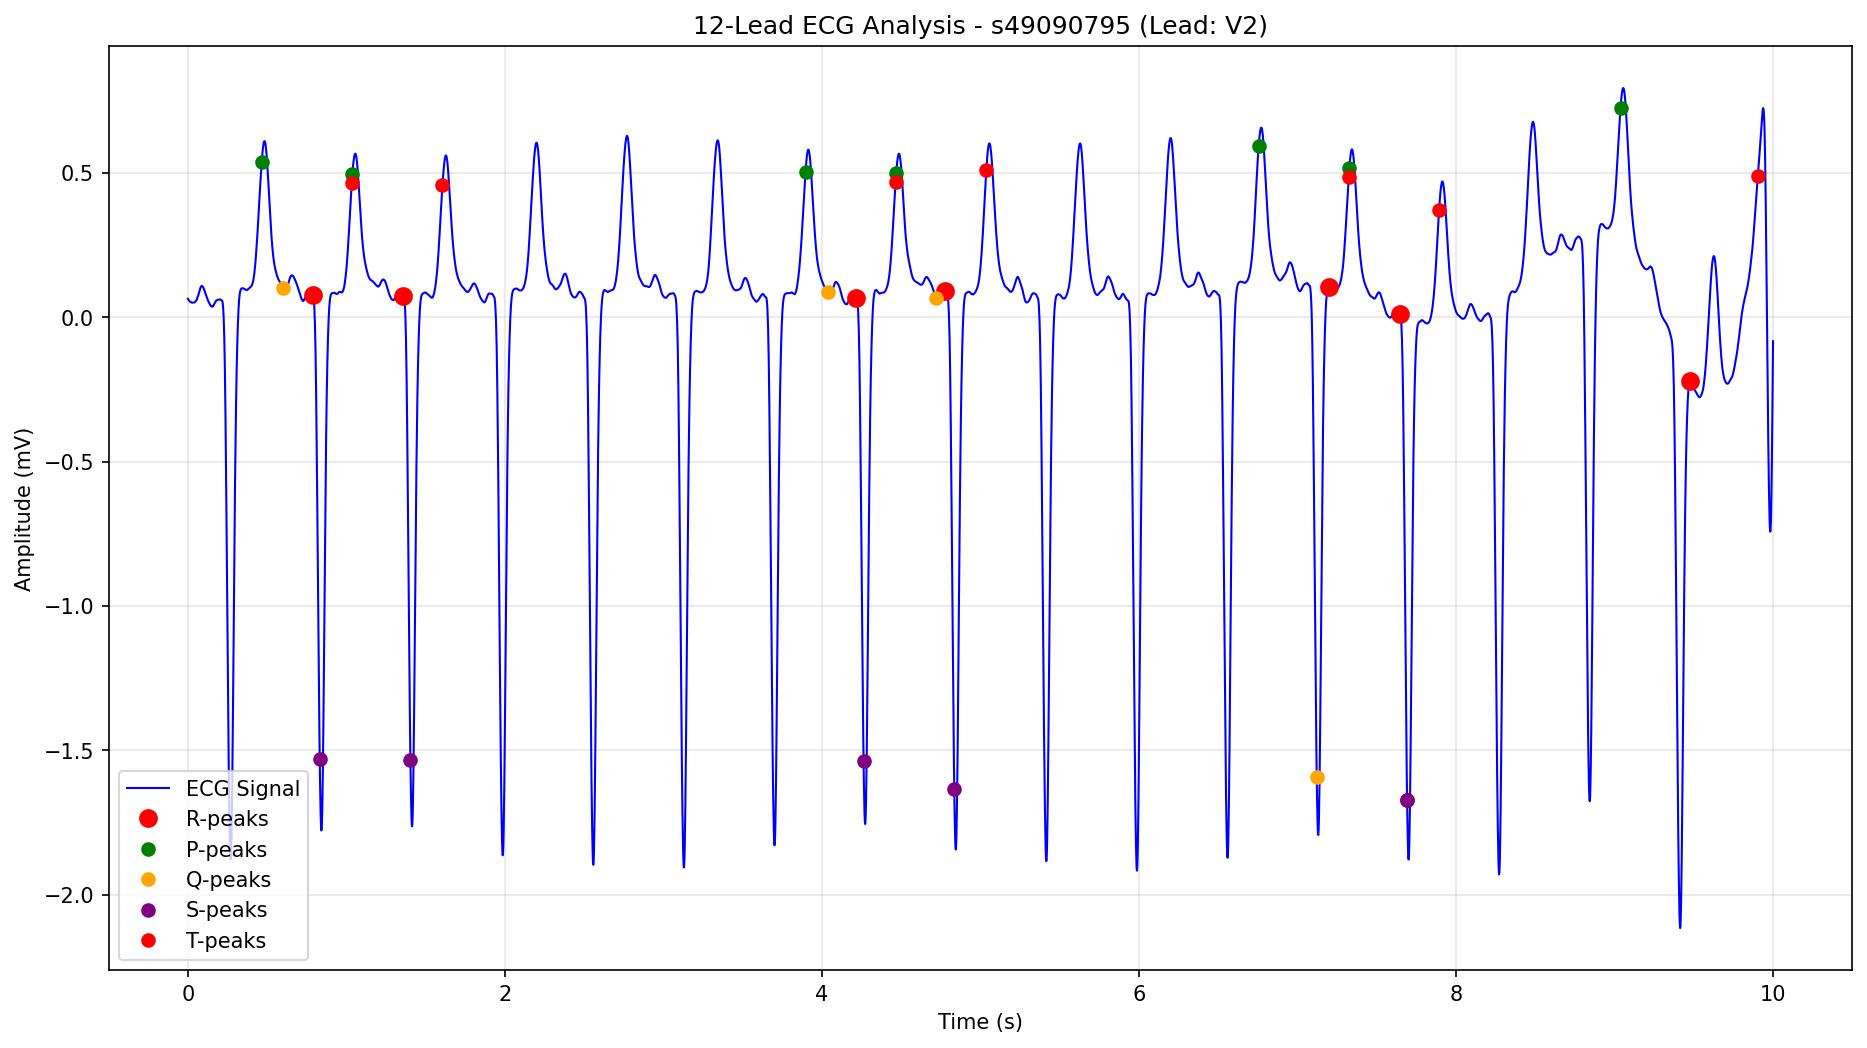 12-Lead ECG Analysis - s49090795 (Lead: V2)
Amplitude (mV)
0.5
0.0
−0.5
−1.0
−1.5
−2.0
ECG Signal
R-peaks
P-peaks
Q-peaks
S-peaks
T-peaks
0 2 4 6 8 10
Time (s)